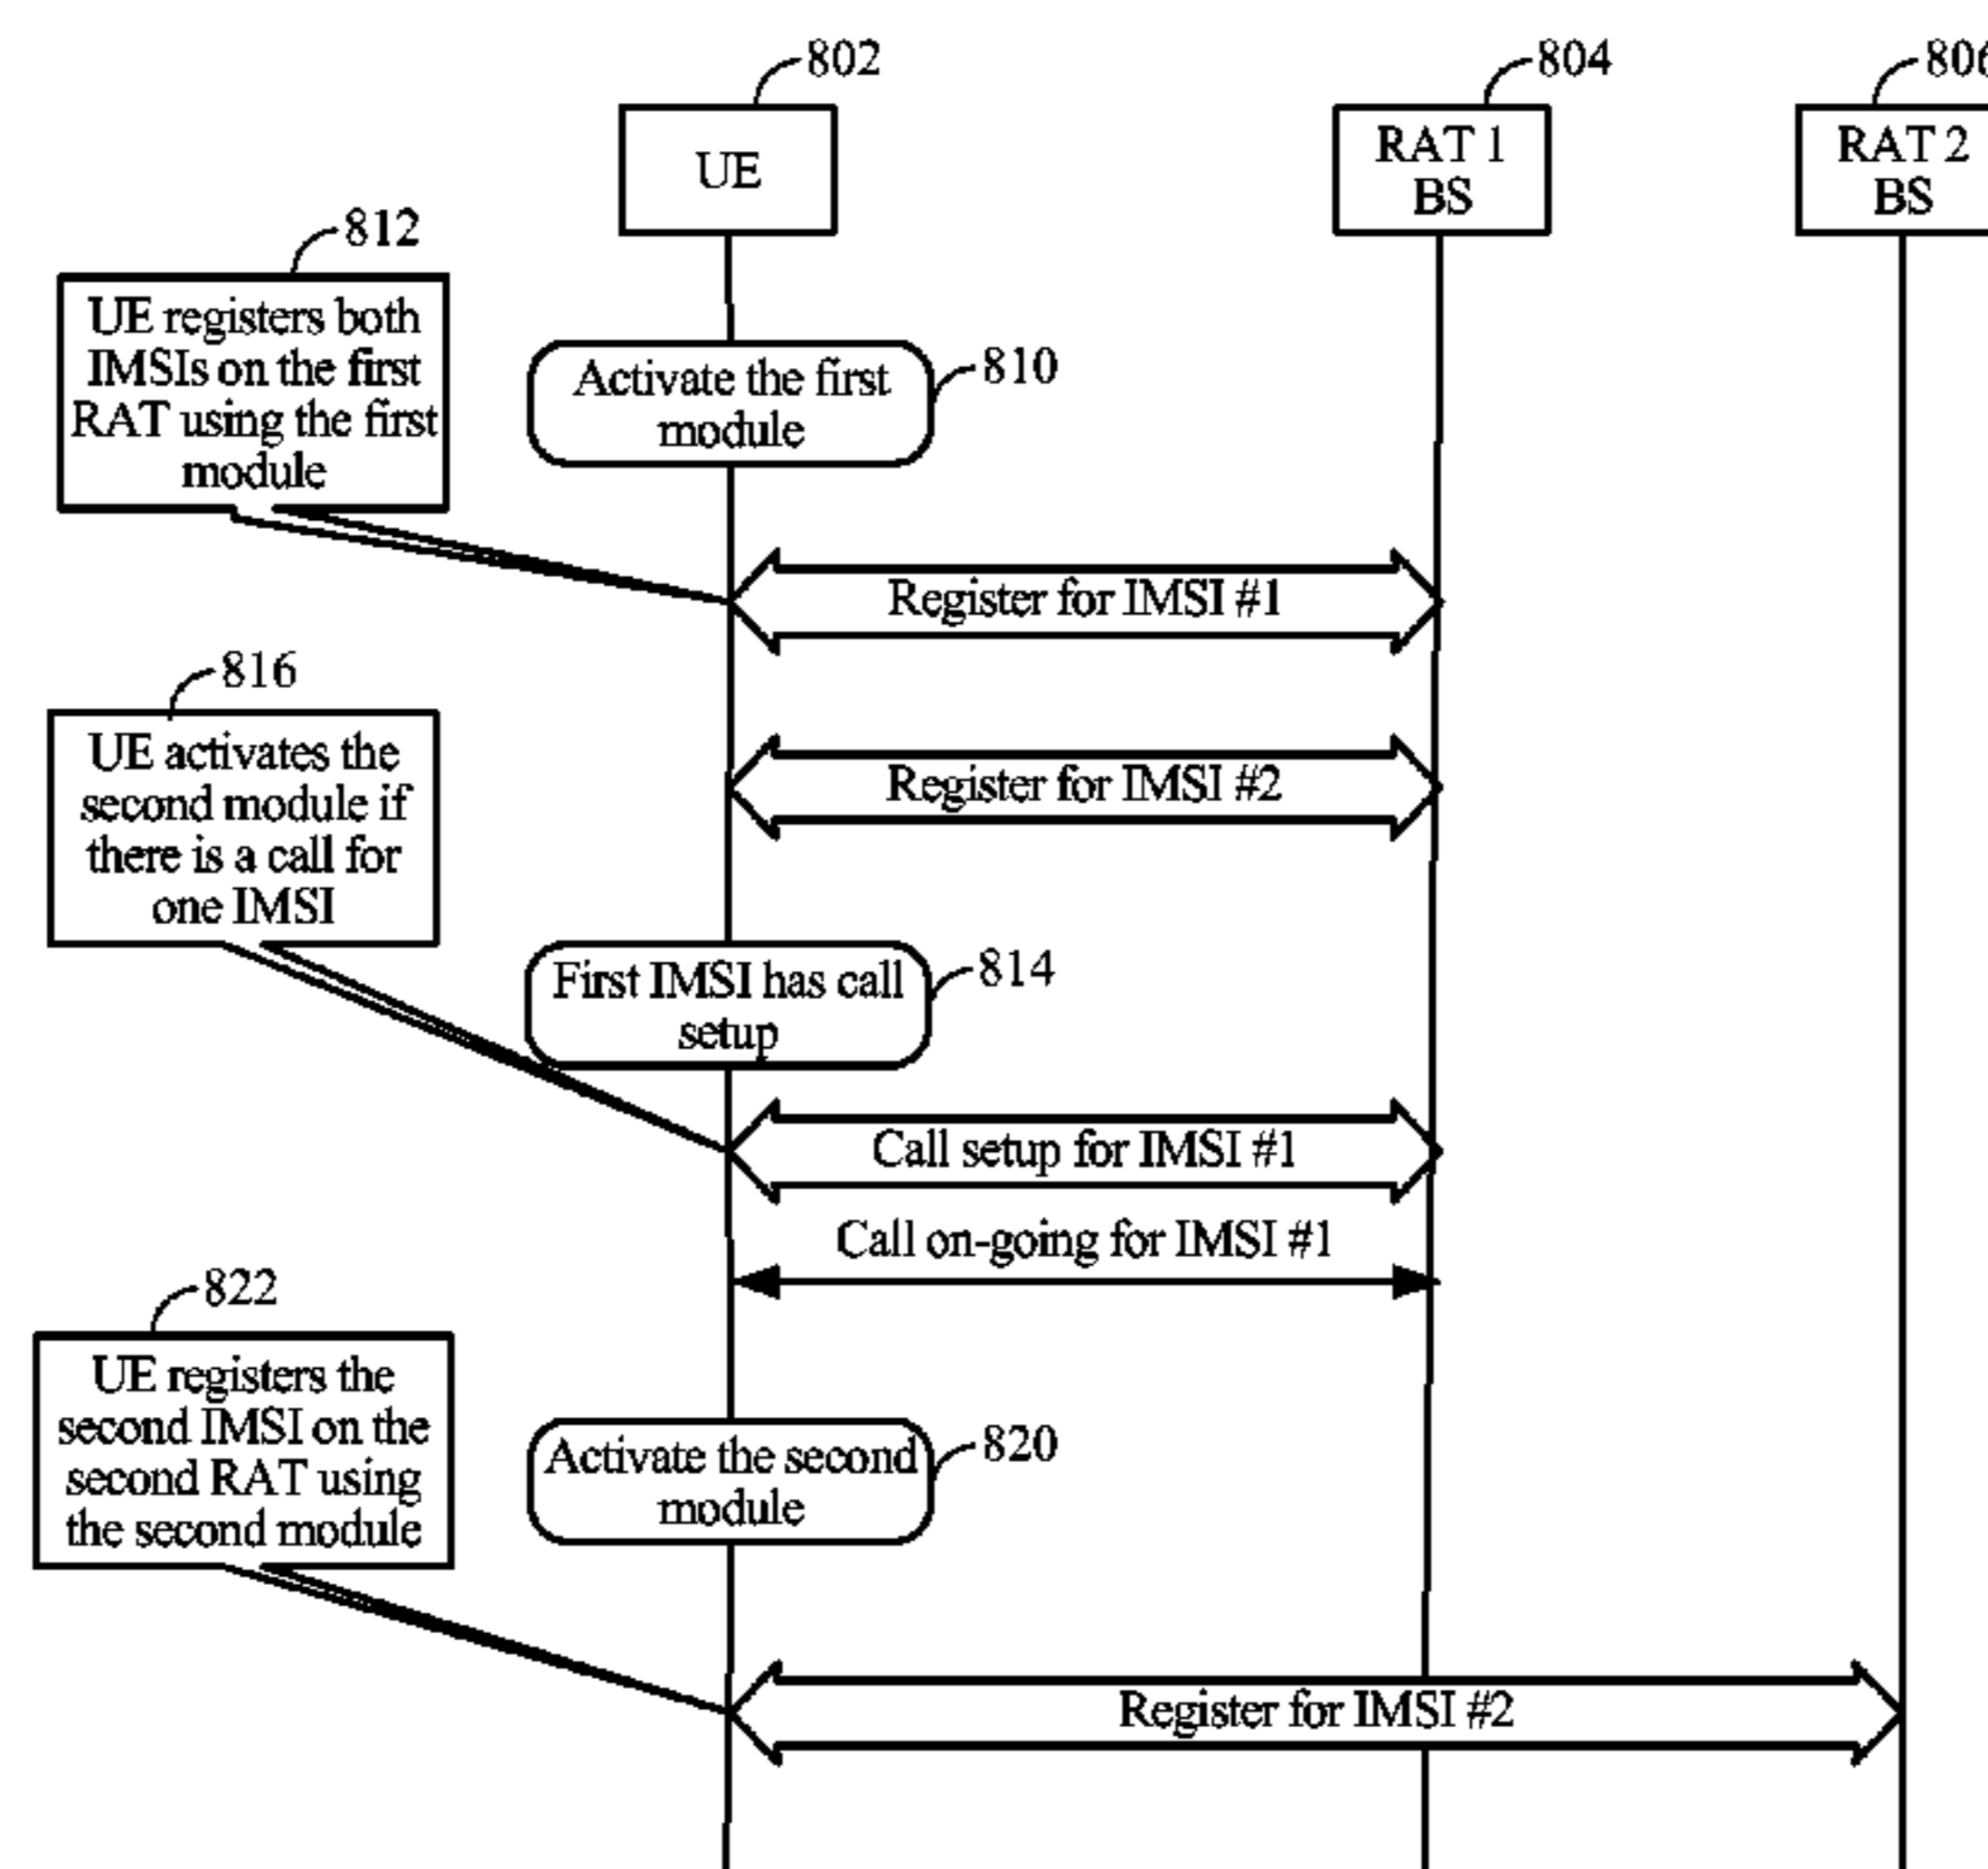 802
804
806
UE
RAT 1
BS
RAT 2
BS
812
UE registers both
IMSIs on the first
RAT using the first
module
Activate the first
module
810
Register for IMSI #1
816
UE activates the
second module if
there is a call for
one IMSI
Register for IMSI #2
First IMSI has call
setup
814
Call setup for IMSI #1
Call on-going for IMSI #1
822
UE registers the
second IMSI on the
second RAT using
the second module
Activate the second
module
820
Register for IMSI #2